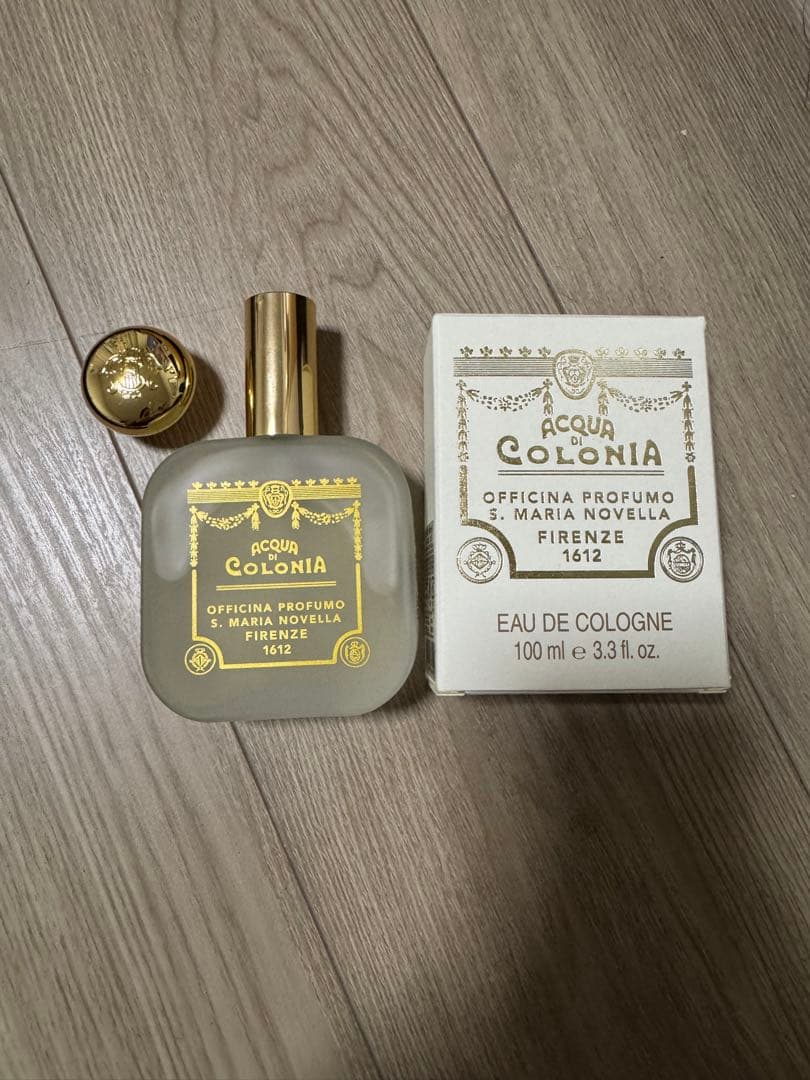 ACQUA
DI
COLONIA
OFFICINA PROFUMO
S. MARIA NOVELLA
FIRENZE
1612
ACQUA
DI
COLONIA
OFFICINA PROFUMO
S. MARIA NOVELLA
FIRENZE
1612
EAU DE COLOGNE
100 ml e 3.3 fl. oz.